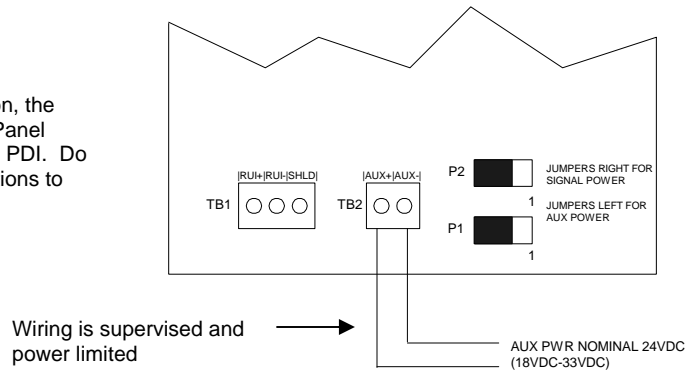 on, the
Panel
PDI. Do
tions to
|RUI+|RUI-|SHLD|
TB1
|AUX+|AUX-|
TB2
P2
JUMPERS RIGHT FOR
SIGNAL POWER
1
JUMPERS LEFT FOR
AUX POWER
P1
1
Wiring is supervised and
power limited
AUX PWR NOMINAL 24VDC
(18VDC-33VDC)